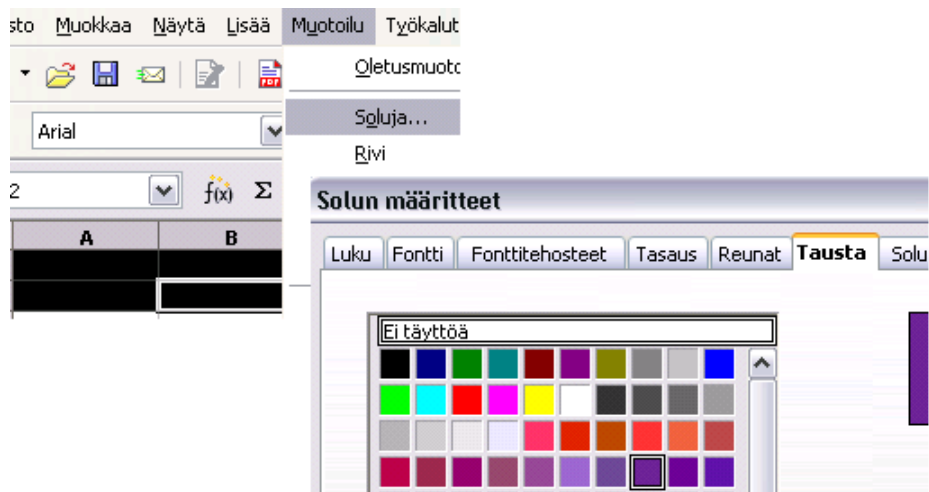 sto Muokkaa Näytä Lisää Muotoilu Työkalut
Oletusmuoto
PDF
Arial
Soluja...
Rivi
2 f(x) Σ
A B
Solun määritteet
Luku Fontti Fonttitehosteet Tasaus Reunat Tausta Solu
Ei täyttöä